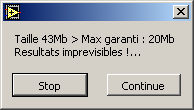 Taille 43Mb > Max garanti : 20Mb
Resultats imprevisibles !...
Stop
Continue